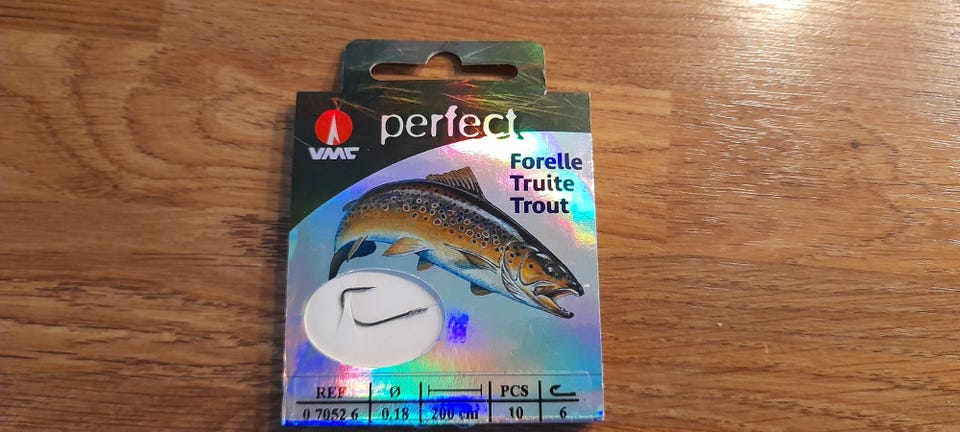 VMC
perfect
Forelle
Truite
Trout
REF Ø PCS
0.7052 6 0.18 200 cm 10 6